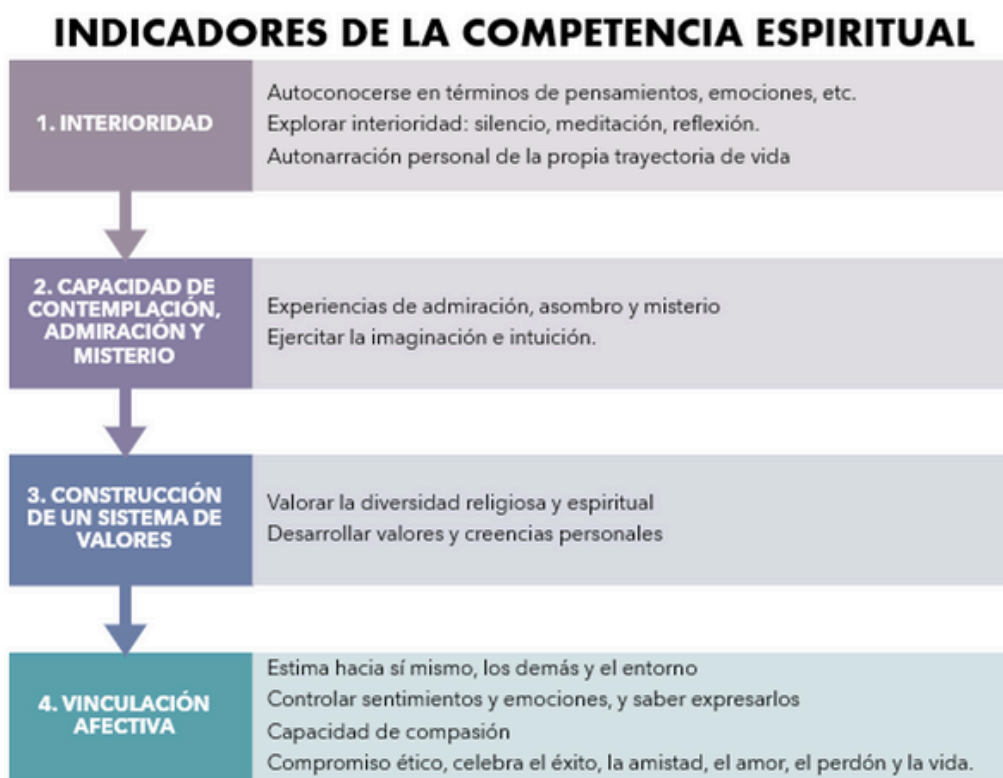 INDICADORES DE LA COMPETENCIA ESPIRITUAL
1. INTERIORIDAD
Autoconocerse en términos de pensamientos, emociones, etc.
Explorar interioridad: silencio, meditación, reflexión.
Autonarración personal de la propia trayectoria de vida
2. CAPACIDAD DE
CONTEMPLACIÓN,
ADMIRACIÓN Y
MISTERIO
Experiencias de admiración, asombro y misterio
Ejercitar la imaginación e intuición.
3. CONSTRUCCIÓN
DE UN SISTEMA DE
VALORES
Valorar la diversidad religiosa y espiritual
Desarrollar valores y creencias personales
4. VINCULACIÓN
AFECTIVA
Estima hacia sí mismo, los demás y el entorno
Controlar sentimientos y emociones, y saber expresarlos
Capacidad de compasión
Compromiso ético, celebra el éxito, la amistad, el amor, el perdón y la vida.